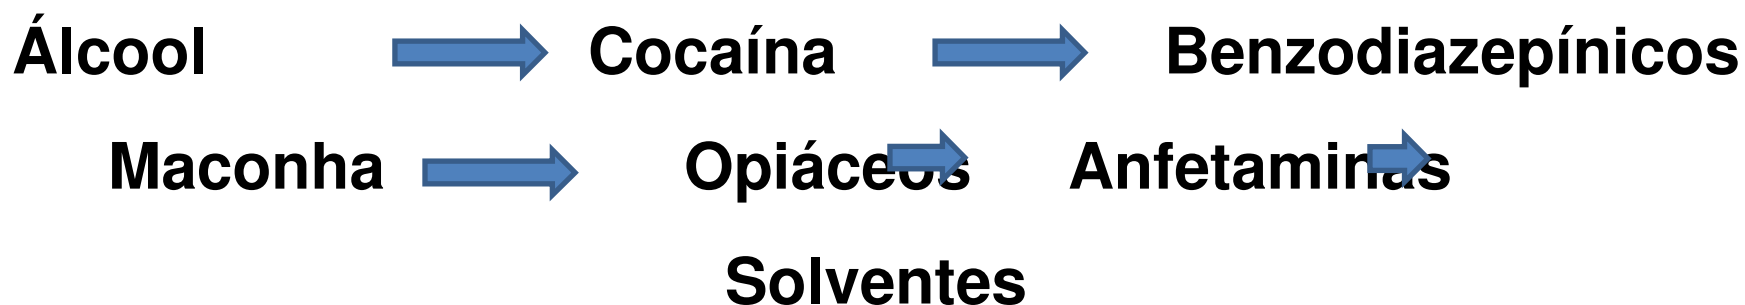 Álcool Cocaína Benzodiazepínicos
Maconha Opiáceos Anfetaminas
Solventes